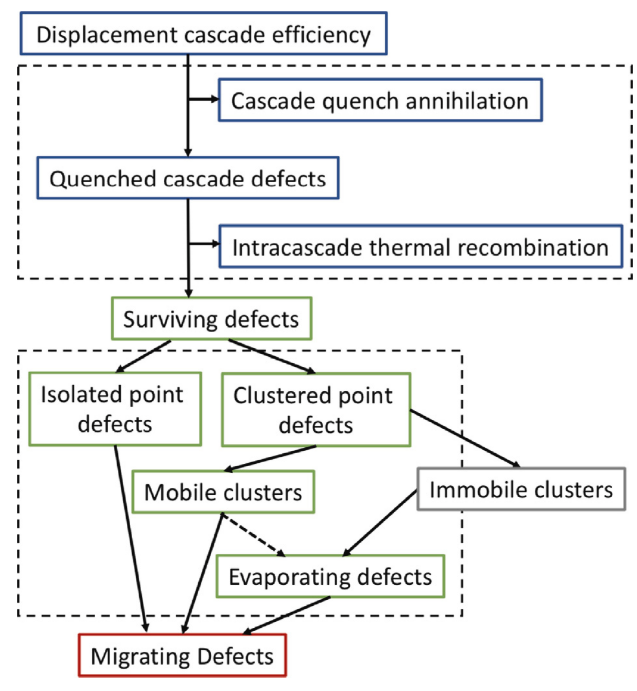 Displacement cascade efficiency
Cascade quench annihilation
Quenched cascade defects
Intracascade thermal recombination
Surviving defects
Isolated point
defects
Clustered point
defects
Mobile clusters
Immobile clusters
Evaporating defects
Migrating Defects